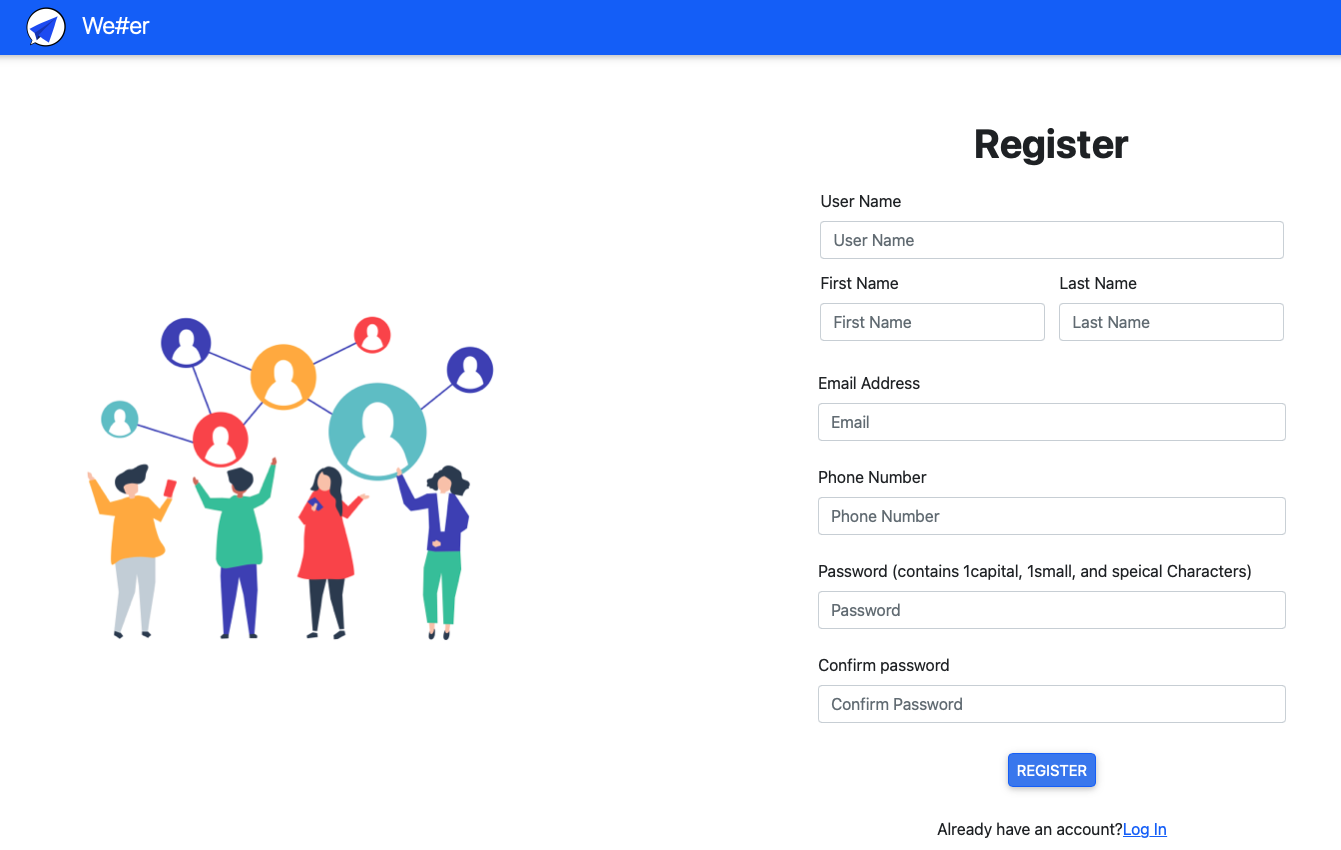 We#er
Register
User Name
User Name
First Name Last Name
First Name Last Name
Email Address
Email
Phone Number
Phone Number
Password (contains 1capital, 1small, and speical Characters)
Password
Confirm password
Confirm Password
REGISTER
Already have an account?Log In